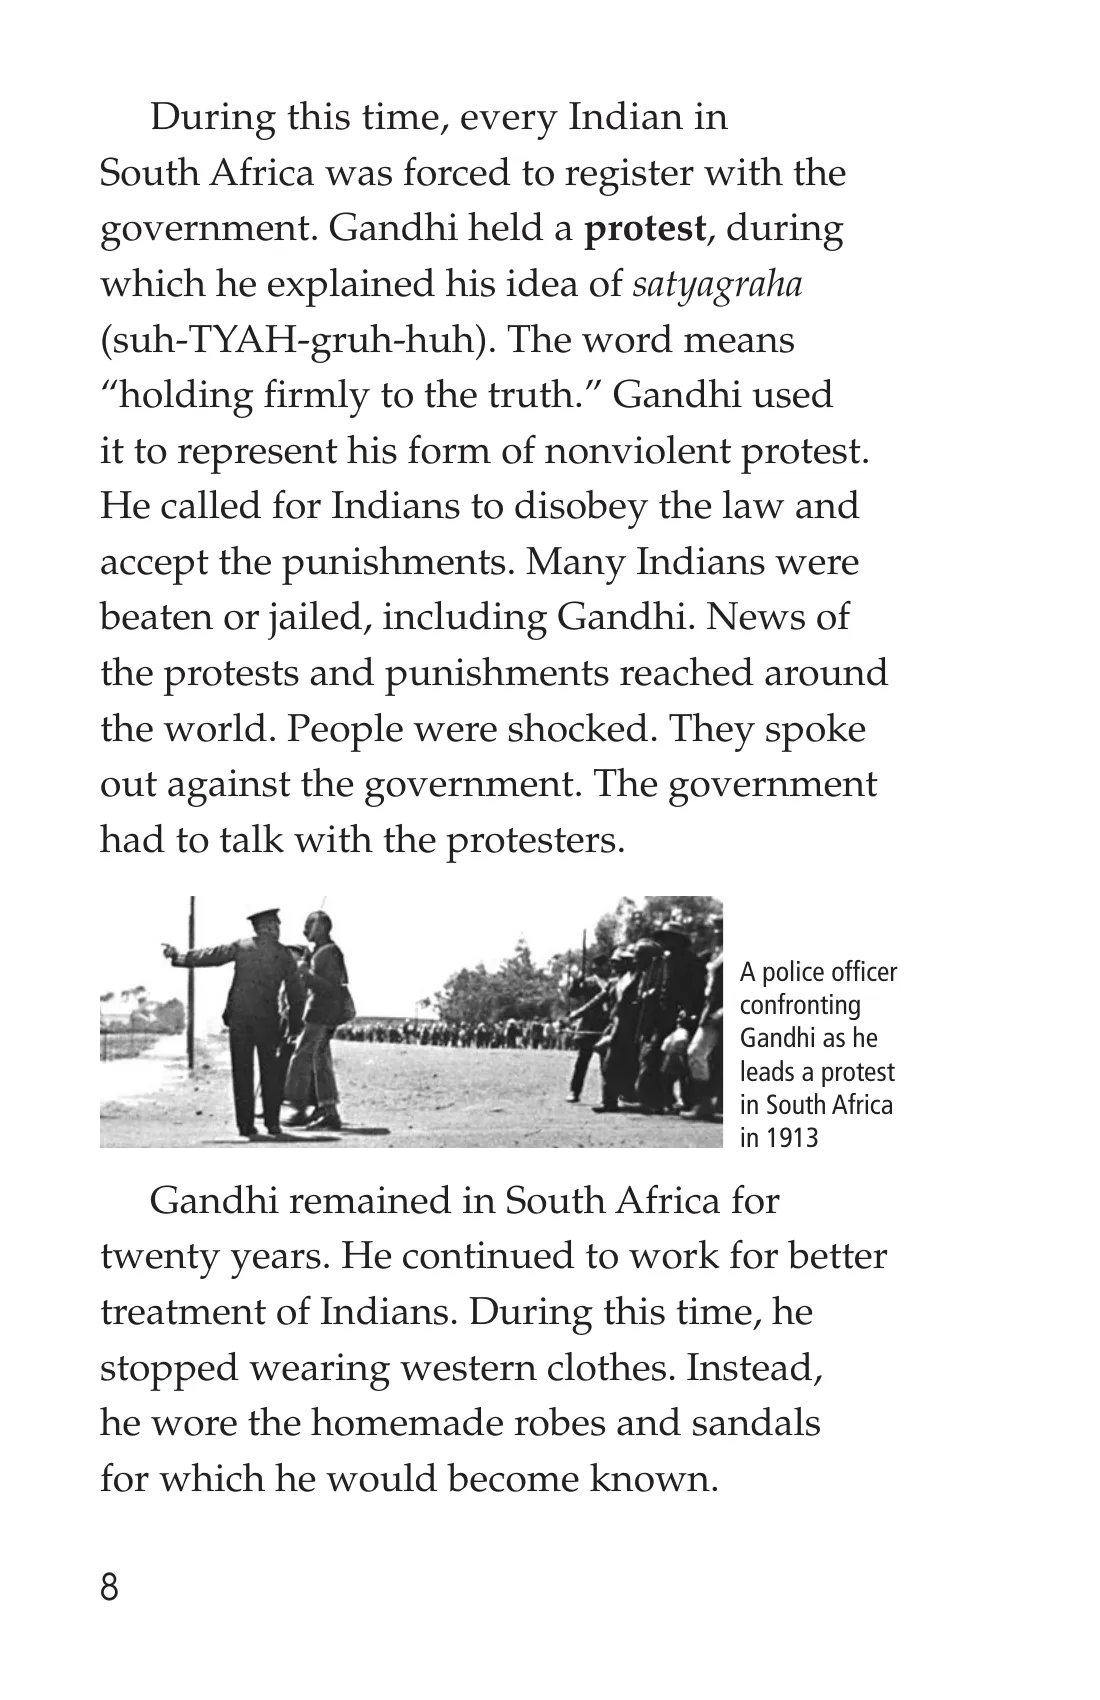 During this time, every Indian in
South Africa was forced to register with the
government. Gandhi held a protest, during
which he explained his idea of satyagraha
(suh-TYAH-gruh-huh). The word means
“holding firmly to the truth.” Gandhi used
it to represent his form of nonviolent protest.
He called for Indians to disobey the law and
accept the punishments. Many Indians were
beaten or jailed, including Gandhi. News of
the protests and punishments reached around
the world. People were shocked. They spoke
out against the government. The government
had to talk with the protesters.
A police officer
confronting
Gandhi as he
leads a protest
in South Africa
in 1913
Gandhi remained in South Africa for
twenty years. He continued to work for better
treatment of Indians. During this time, he
stopped wearing western clothes. Instead,
he wore the homemade robes and sandals
for which he would become known.
8